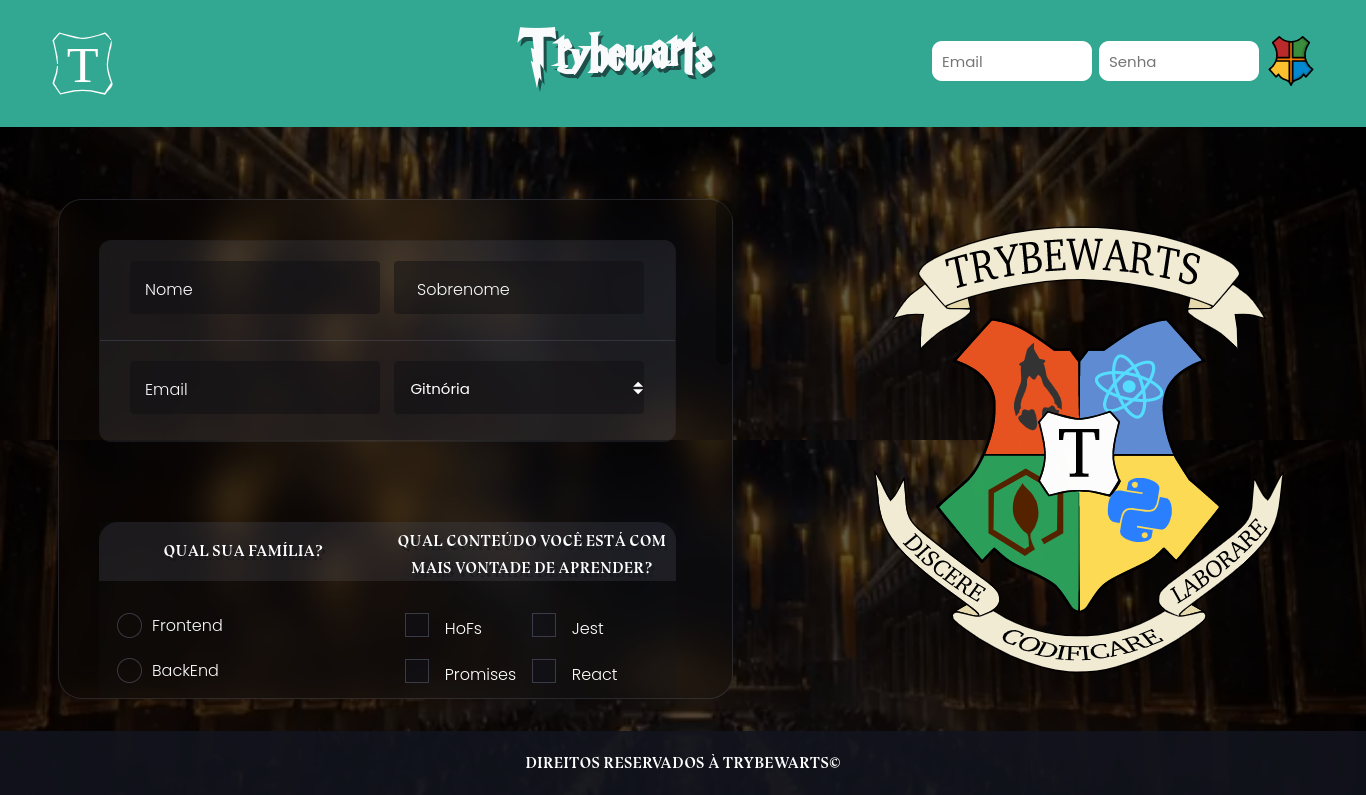 T
Trybewarts
Email
Senha
Nome
Sobrenome
Email
Gitnória
QUAL SUA FAMÍLIA?
QUAL CONTEÚDO VOCÊ ESTÁ COM
MAIS VONTADE DE APRENDER?
Frontend
BackEnd
HoFs
Jest
Promises
React
TRYBEWARTS
T
DISCERE
CODIFICARE
LABORARE
DIREITOS RESERVADOS À TRYBEWARTS©